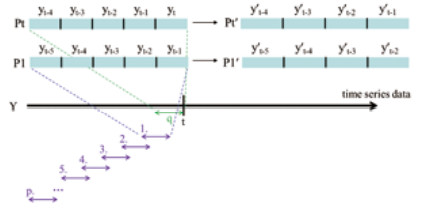 yt-4 yt-3 yt-2 yt-1 yt y't-4 y't-3 y't-2 y't-1
Pt Pt'
yt-5 yt-4 yt-3 yt-2 yt-1 y't-5 y't-4 y't-3 y't-2
P1 P1'
time series data
Y
q
t
1.
2.
3.
4.
5.
p. ...